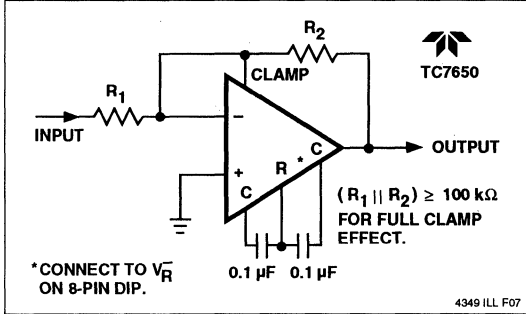 R2
CLAMP
TC7650
R1
INPUT
−
+
C
R
*
C
OUTPUT
(R1 || R2) ≥ 100 kΩ
FOR FULL CLAMP
EFFECT.
0.1 µF
0.1 µF
*CONNECT TO V̅R
ON 8-PIN DIP.
4349 ILL F07